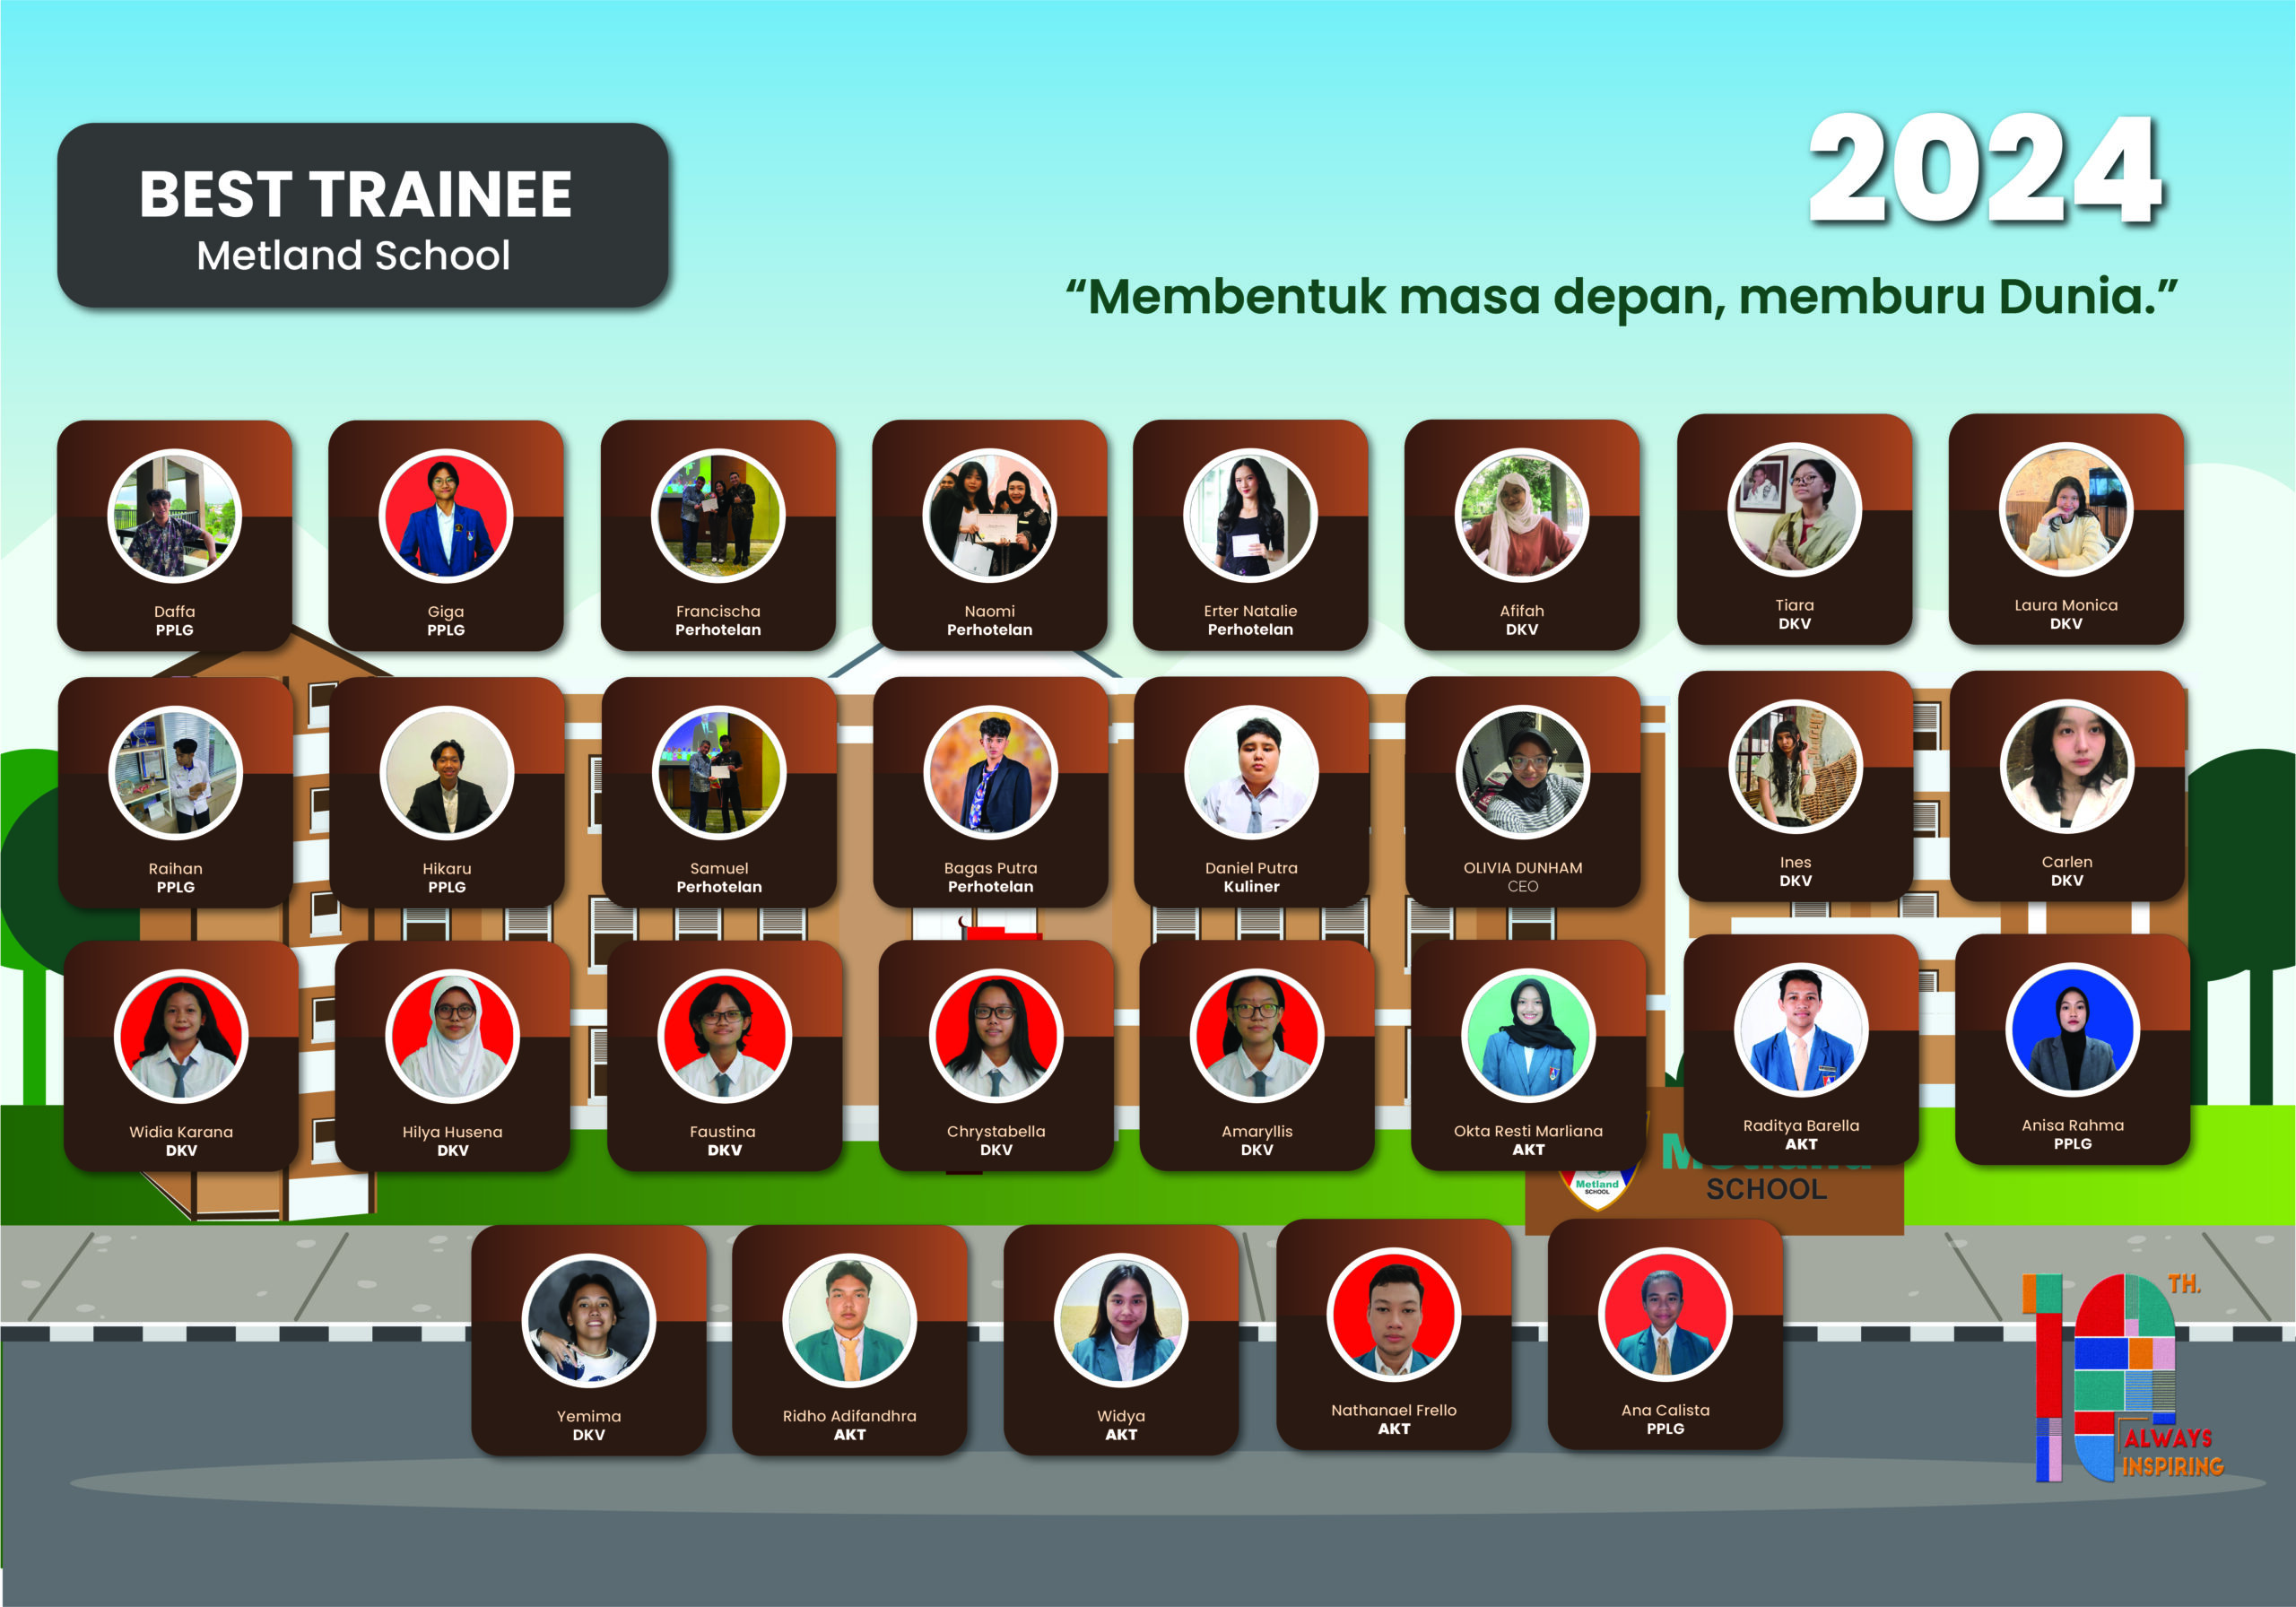 BEST TRAINEE
Metland School
2024
“Membentuk masa depan, memburu Dunia.”
Daffa
PPLG
Giga
PPLG
Francischa
Perhotelan
Naomi
Perhotelan
Erter Natalie
Perhotelan
Afifah
DKV
Tiara
DKV
Laura Monica
DKV
Raihan
PPLG
Hikaru
PPLG
Samuel
Perhotelan
Bagas Putra
Perhotelan
Daniel Putra
Kuliner
OLIVIA DUNHAM
CEO
Ines
DKV
Carlen
DKV
Widia Karana
DKV
Hilya Husena
DKV
Faustina
DKV
Chrystabella
DKV
Amaryllis
DKV
Okta Resti Marliana
AKT
Raditya Barella
AKT
Anisa Rahma
PPLG
Metland
SCHOOL
SCHOOL
Yemima
DKV
Ridho Adifandhra
AKT
Widya
AKT
Nathanael Frello
AKT
Ana Calista
PPLG
10 TH.
ALWAYS
INSPIRING